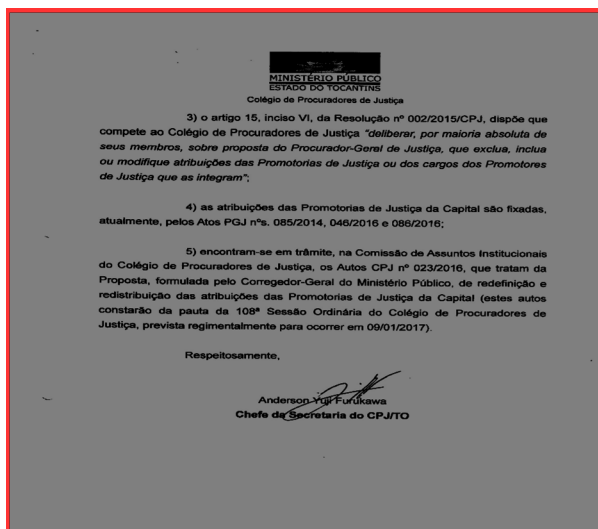 MINISTÉRIO PÚBLICO
ESTADO DO TOCANTINS
Colégio de Procuradores de Justiça
3) o artigo 15, inciso VI, da Resolução nº 002/2015/CPJ, dispõe que
compete ao Colégio de Procuradores de Justiça "deliberar, por maioria absoluta de
seus membros, sobre proposta do Procurador-Geral de Justiça, que exclua, inclua
ou modifique atribuições das Promotorias de Justiça ou dos cargos dos Promotores
de Justiça que as integram";
4) as atribuições das Promotorias de Justiça da Capital são fixadas,
atualmente, pelos Atos PGJ nºs. 085/2014, 046/2016 e 086/2016;
5) encontram-se em trâmite, na Comissão de Assuntos Institucionais
do Colégio de Procuradores de Justiça, os Autos CPJ nº 023/2016, que tratam da
Proposta, formulada pelo Corregedor-Geral do Ministério Público, de redefinição e
redistribuição das atribuições das Promotorias de Justiça da Capital (estes autos
constarão da pauta da 108ª Sessão Ordinária do Colégio de Procuradores de
Justiça, prevista regimentalmente para ocorrer em 09/01/2017).
Respeitosamente,
Anderson Yuji Furukawa
Chefe da Secretaria do CPJ/TO